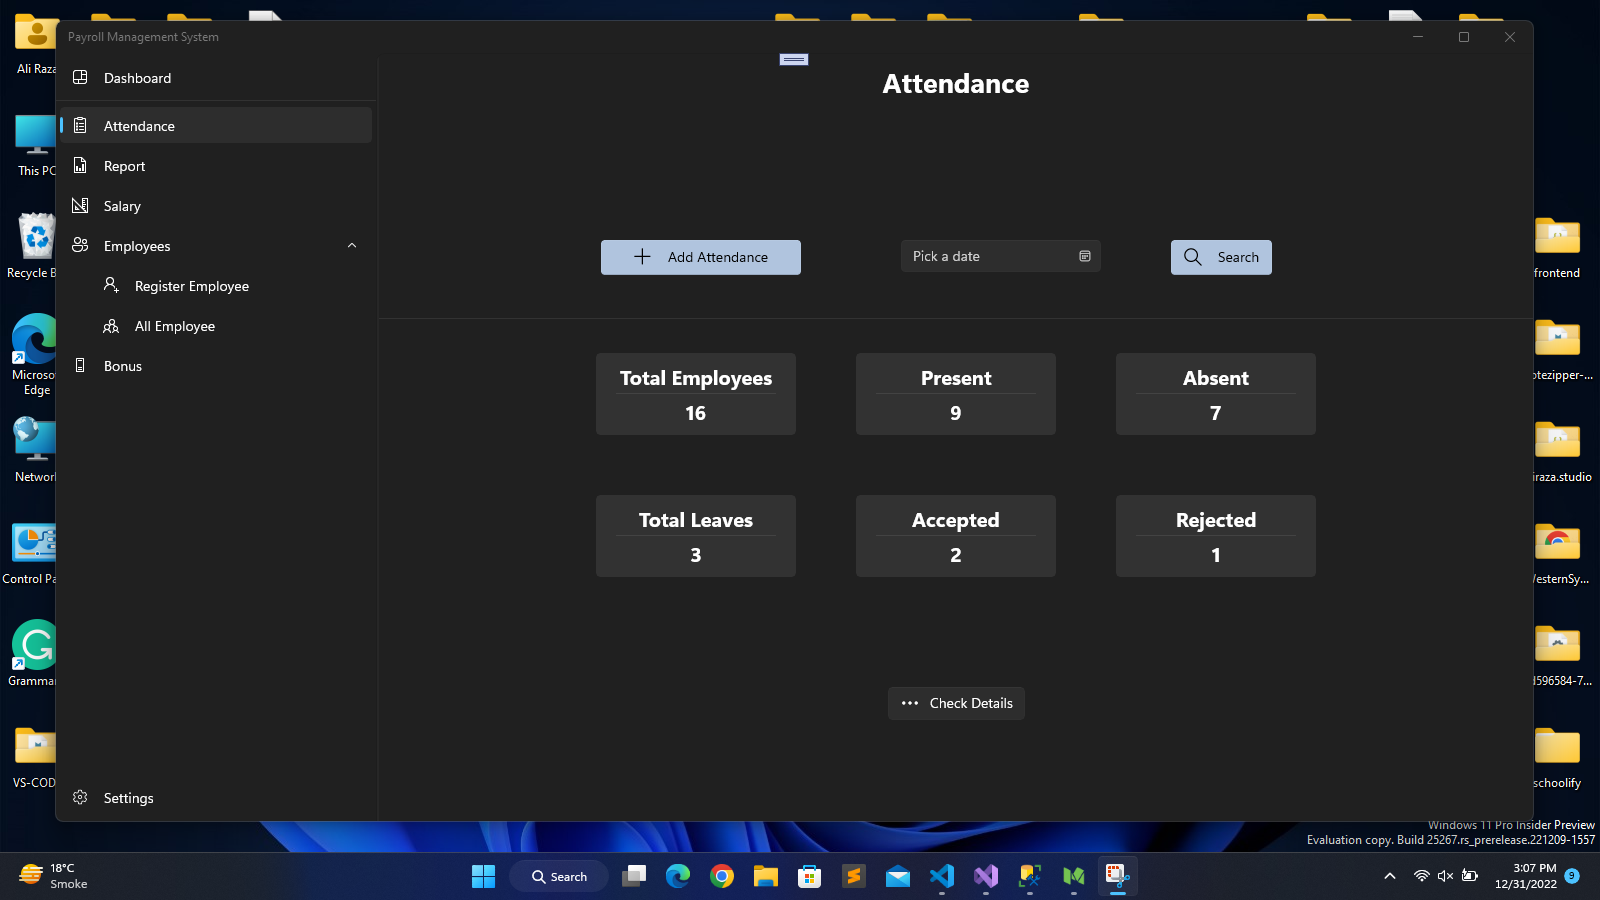 Payroll Management System
Dashboard
Attendance
Report
Salary
Employees
Register Employee
All Employee
Bonus
Settings
Attendance
Add Attendance
Pick a date
Search
Total Employees
16
Present
9
Absent
7
Total Leaves
3
Accepted
2
Rejected
1
Check Details
Ali Raza
This PC
Recycle B
Microso
Edge
Network
Control Pa
Grammar
VS-COD
frontend
otezipper-...
iraza.studio
esternSy...
596584-7...
schoolify
Windows 11 Pro Insider Preview
Evaluation copy. Build 25267.rs_prerelease.221209-1557
18°C
Smoke
Search
3:07 PM
12/31/2022
9